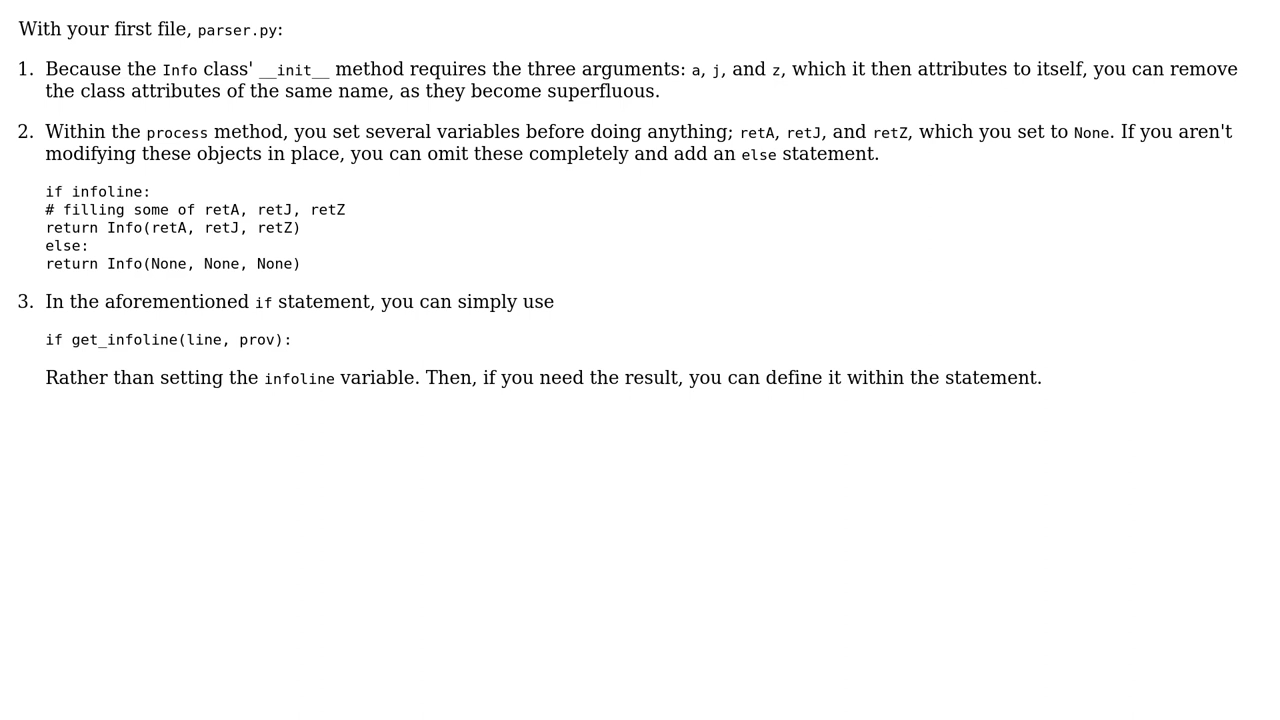 With your first file, parser.py:
1. Because the Info class' __init__ method requires the three arguments: a, j, and z, which it then attributes to itself, you can remove
the class attributes of the same name, as they become superfluous.
2. Within the process method, you set several variables before doing anything; retA, retJ, and retZ, which you set to None. If you aren't
modifying these objects in place, you can omit these completely and add an else statement.
if infoline:
# filling some of retA, retJ, retZ
return Info(retA, retJ, retZ)
else:
return Info(None, None, None)
3. In the aforementioned if statement, you can simply use
if get_infoline(line, prov):
Rather than setting the infoline variable. Then, if you need the result, you can define it within the statement.